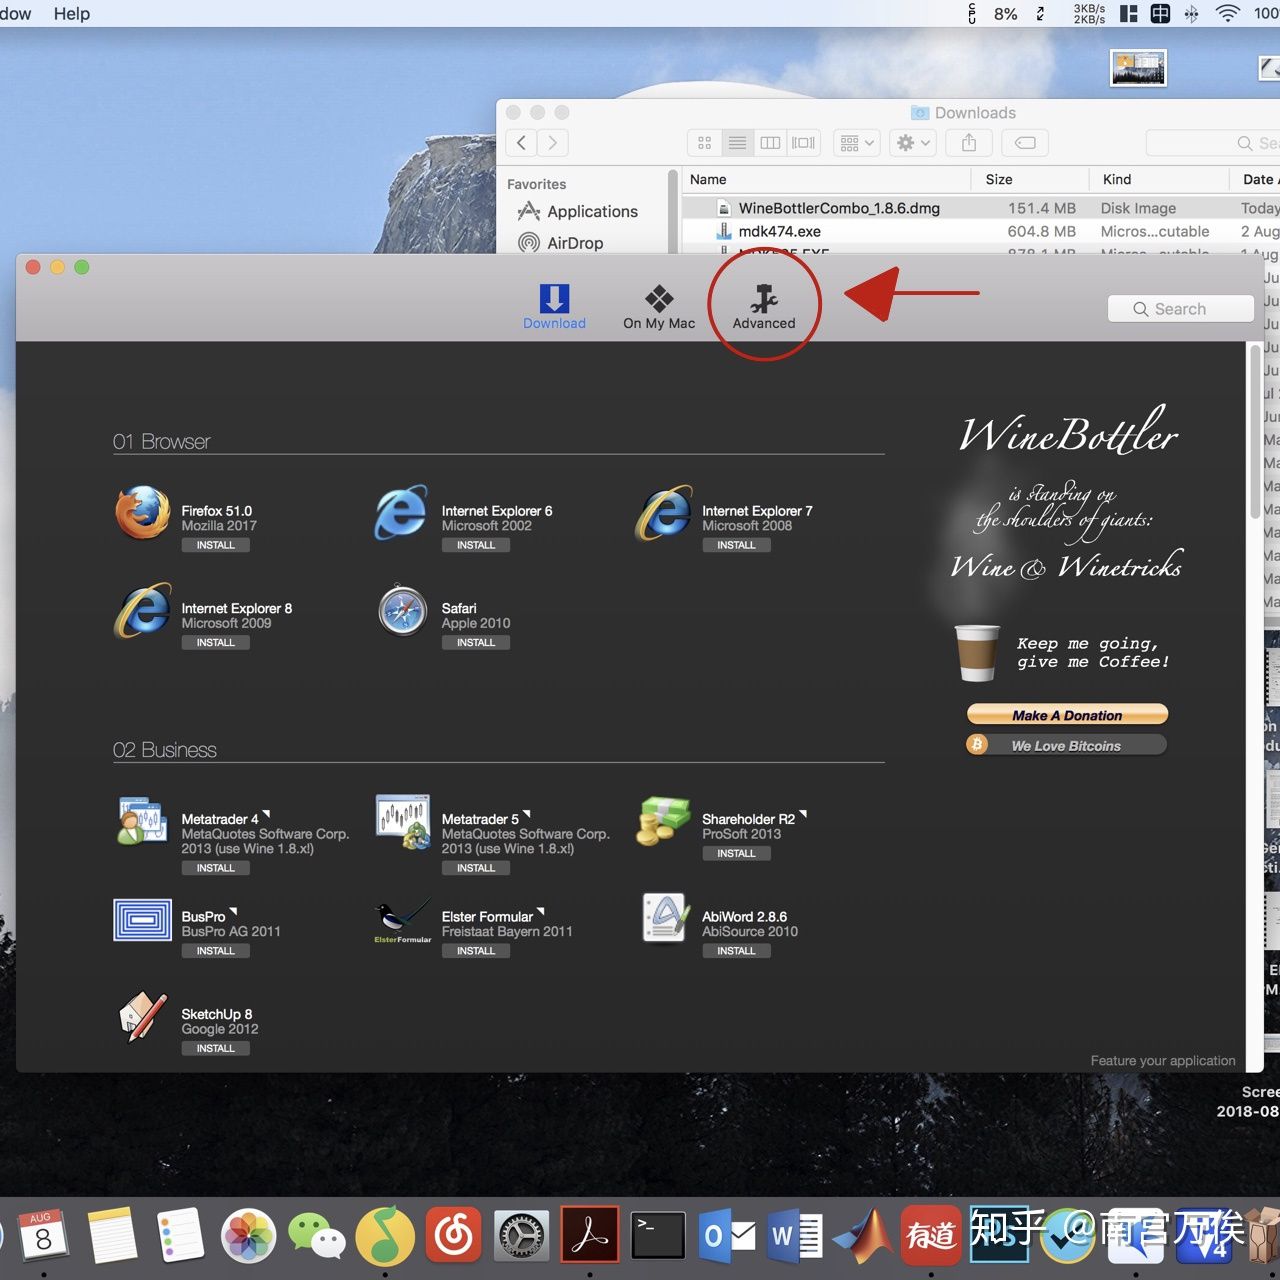 dow Help
CPU 8% 3KB/s 2KB/s 中 100
Downloads
Favorites
Applications
AirDrop
Name Size Kind Date
WineBottlerCombo_1.8.6.dmg 151.4 MB Disk Image Today
mdk474.exe 604.8 MB Micros...cutable 2 Aug
Download
On My Mac
Advanced
Search
01 Browser
Firefox 51.0
Mozilla 2017
INSTALL
Internet Explorer 6
Microsoft 2002
INSTALL
Internet Explorer 7
Microsoft 2008
INSTALL
Internet Explorer 8
Microsoft 2009
INSTALL
Safari
Apple 2010
INSTALL
02 Business
Metatrader 4
MetaQuotes Software Corp.
2013 (use Wine 1.8.x!)
INSTALL
Metatrader 5
MetaQuotes Software Corp.
2013 (use Wine 1.8.x!)
INSTALL
Shareholder R2
ProSoft 2013
INSTALL
BusPro
BusPro AG 2011
INSTALL
ElsterFormular
Elster Formular
Freistaat Bayern 2011
INSTALL
AbiWord 2.8.6
AbiSource 2010
INSTALL
SketchUp 8
Google 2012
INSTALL
WineBottler
is standing on
the shoulders of giants:
Wine & Winetricks
Keep me going,
give me Coffee!
Make A Donation
We Love Bitcoins
Feature your application
Scree
2018-08
AUG
8
有道
知乎 @南宫万俟